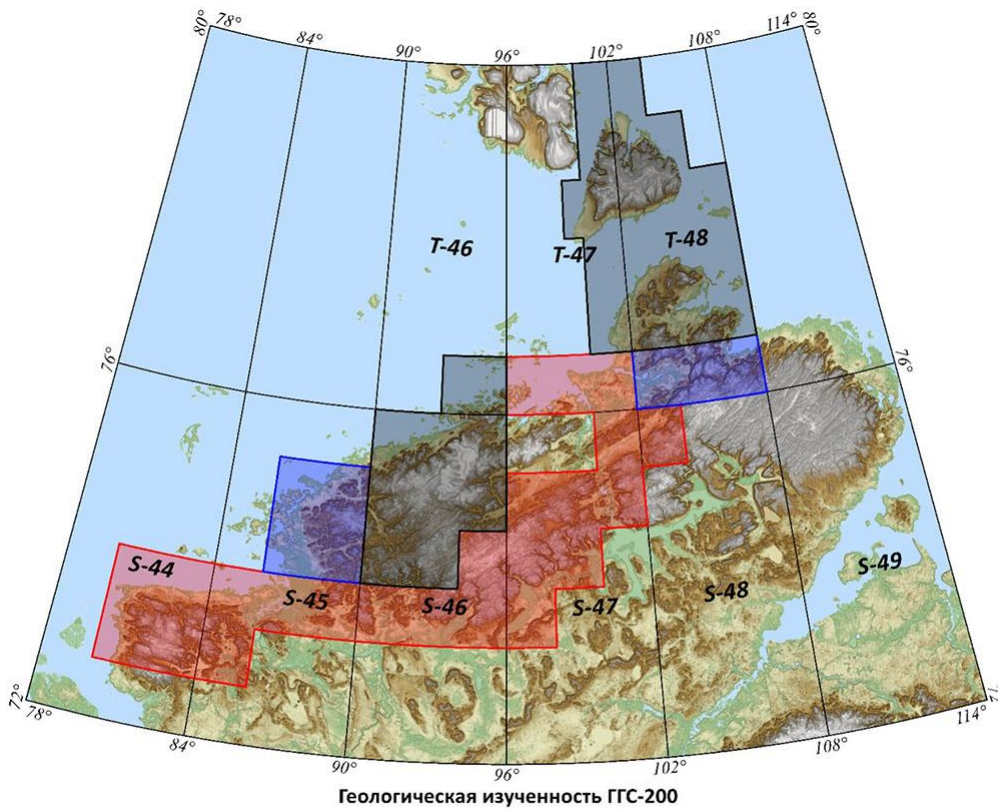 80° 78° 84° 90° 96° 102° 108° 114° 80°
T-46 T-47 T-48
76° 76°
S-44 S-45 S-46 S-47 S-48 S-49
72° 78° 84° 90° 96° 102° 108° 114°
Геологическая изученность ГГС-200